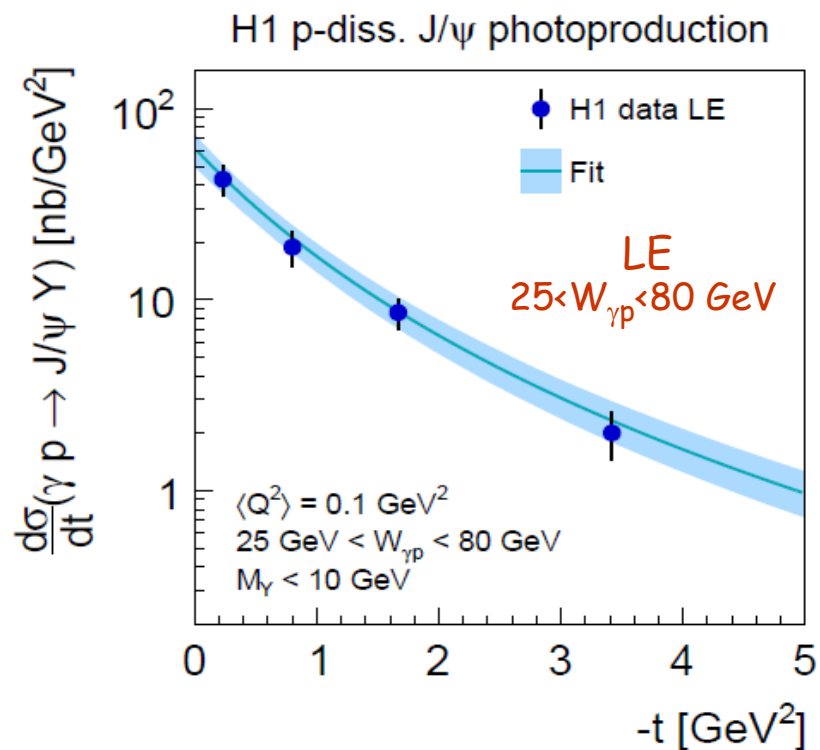 H1 p-diss. J/ψ photoproduction
dσ/dt(γ p → J/ψ Y) [nb/GeV²]
10²
10
1
H1 data LE
Fit
LE
25<W_γp<80 GeV
⟨Q²⟩ = 0.1 GeV²
25 GeV < W_γp < 80 GeV
M_Y < 10 GeV
0 1 2 3 4 5
-t [GeV²]